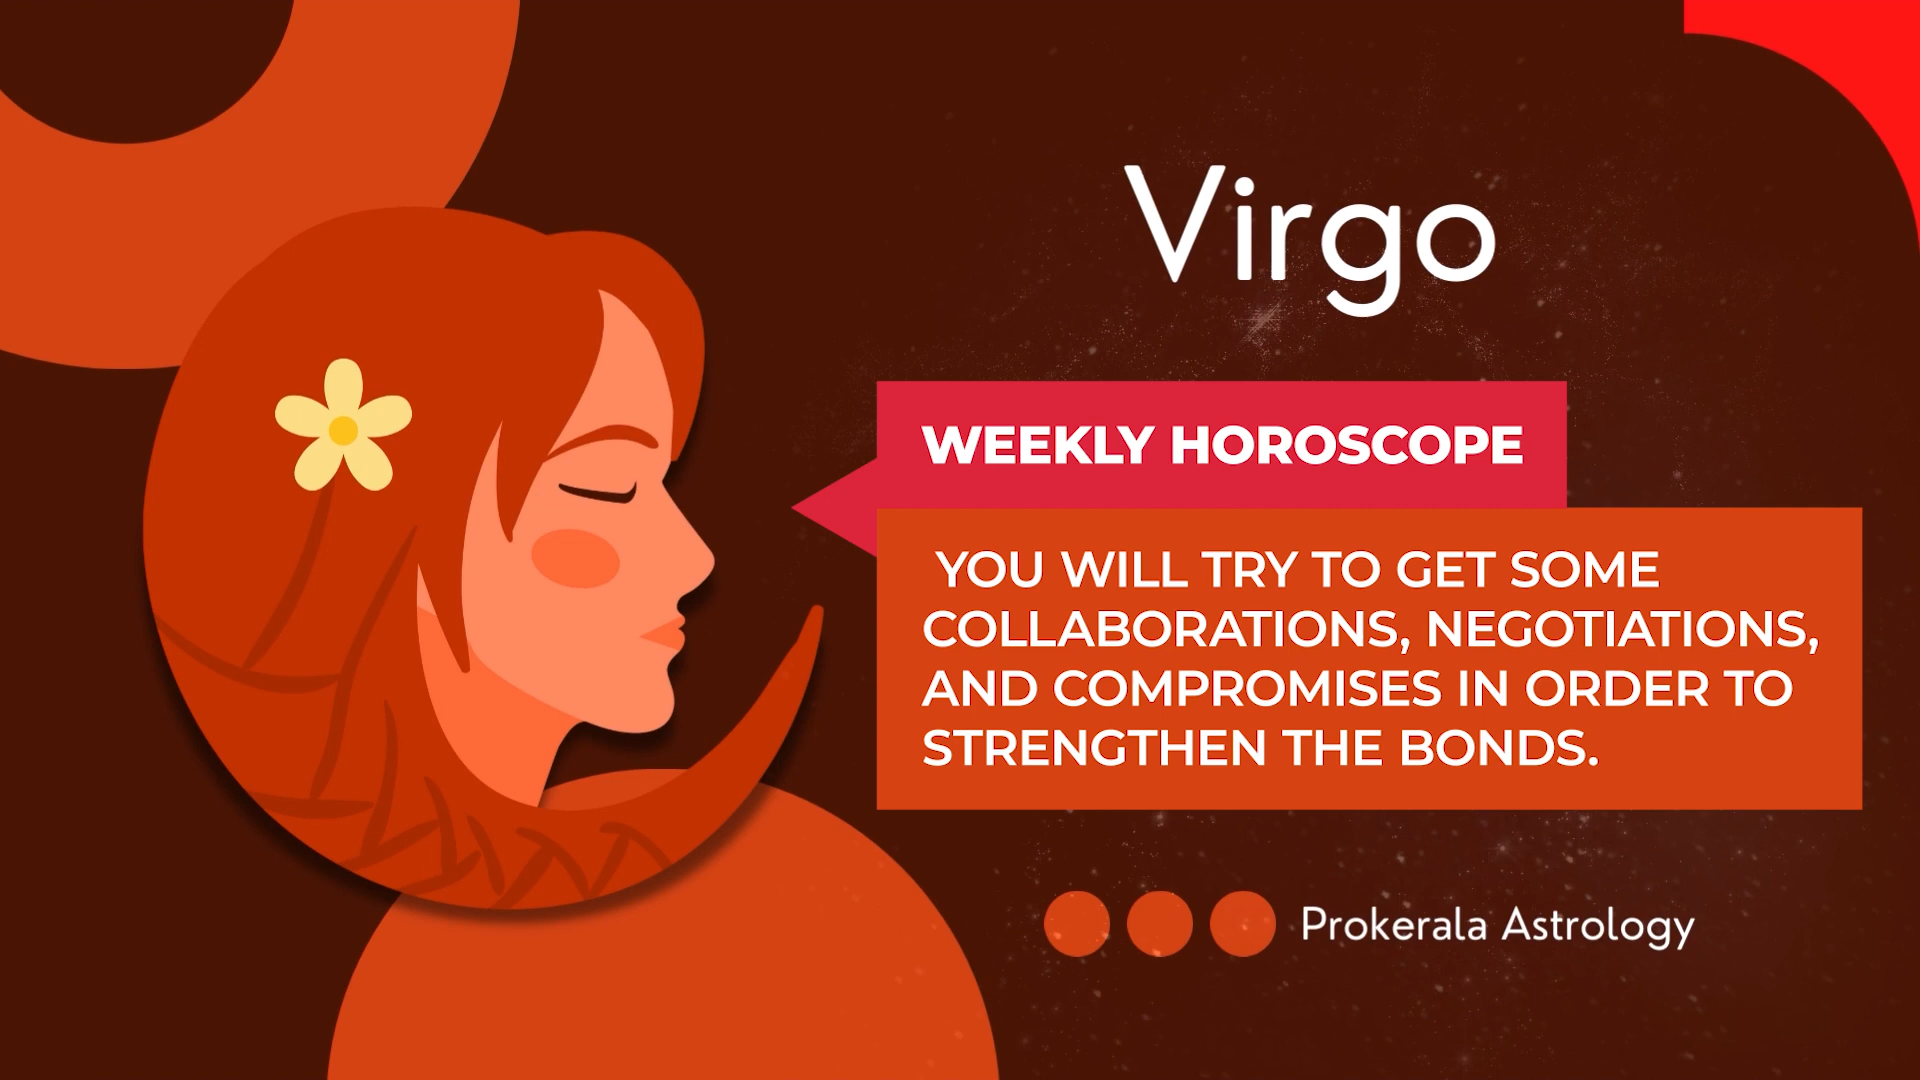 Virgo
WEEKLY HOROSCOPE
YOU WILL TRY TO GET SOME
COLLABORATIONS, NEGOTIATIONS,
AND COMPROMISES IN ORDER TO
STRENGTHEN THE BONDS.
Prokerala Astrology